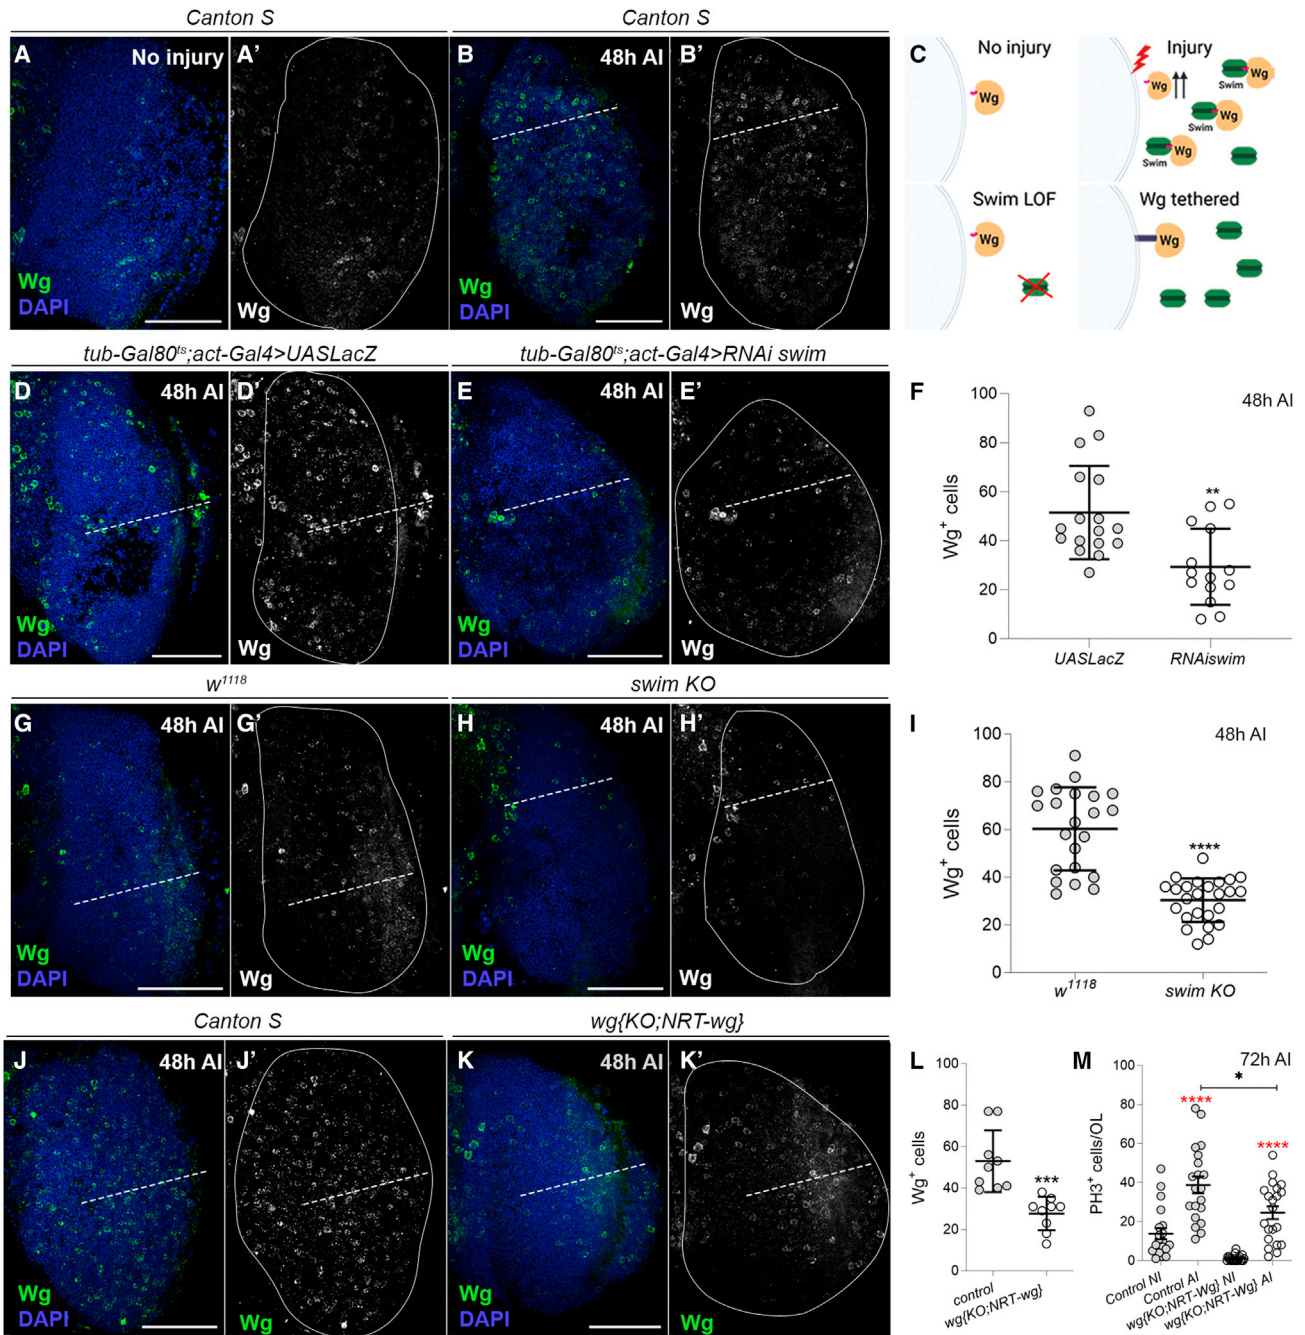 Canton S
Canton S
A
No injury
A'
B
48h AI
B'
C
No injury
Injury
Wg
DAPI
Wg
Wg
DAPI
Wg
Wg
Wg
Swim
Wg
Swim
Wg
Swim
Wg
Swim LOF
Wg tethered
Wg
Wg
tub-Gal80ts;act-Gal4>UASLacZ
tub-Gal80ts;act-Gal4>RNAi swim
D
48h AI
D'
E
48h AI
E'
F
48h AI
Wg
DAPI
Wg
Wg
DAPI
Wg
Wg+ cells
100
80
60
40
20
0
**
UASLacZ
RNAiswim
w1118
swim KO
G
48h AI
G'
H
48h AI
H'
I
48h AI
Wg
DAPI
Wg
Wg
DAPI
Wg
Wg+ cells
100
80
60
40
20
0
****
w1118
swim KO
Canton S
wg{KO;NRT-wg}
J
48h AI
J'
K
48h AI
K'
L
M
72h AI
Wg
DAPI
Wg
Wg
DAPI
Wg
Wg+ cells
100
80
60
40
20
0
***
control
wg{KO;NRT-wg}
PH3+ cells/OL
100
80
60
40
20
0
****
*
****
Control NI
Control AI
wg{KO;NRT-Wg} NI
wg{KO;NRT-Wg} AI